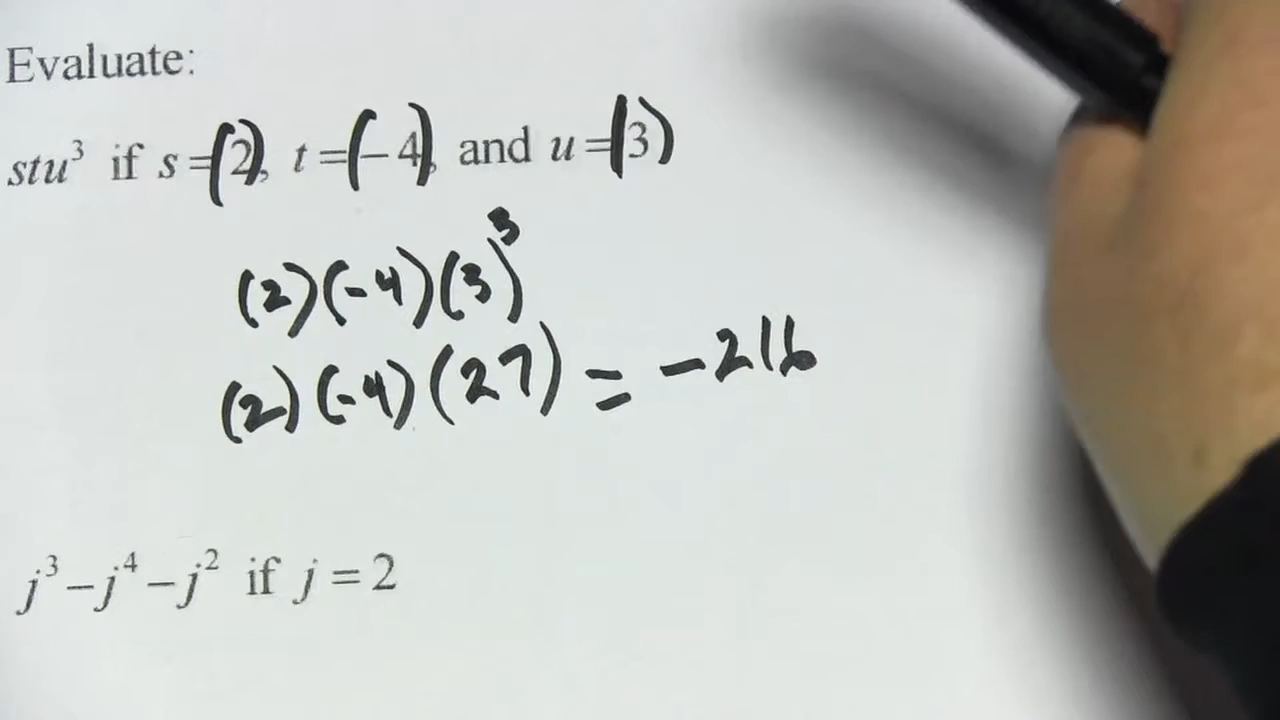 Evaluate:
stu³ if s=(2), t=(-4), and u=(3)
(2)(-4)(3)³
(2)(-4)(27) = -216
j³-j⁴-j² if j=2